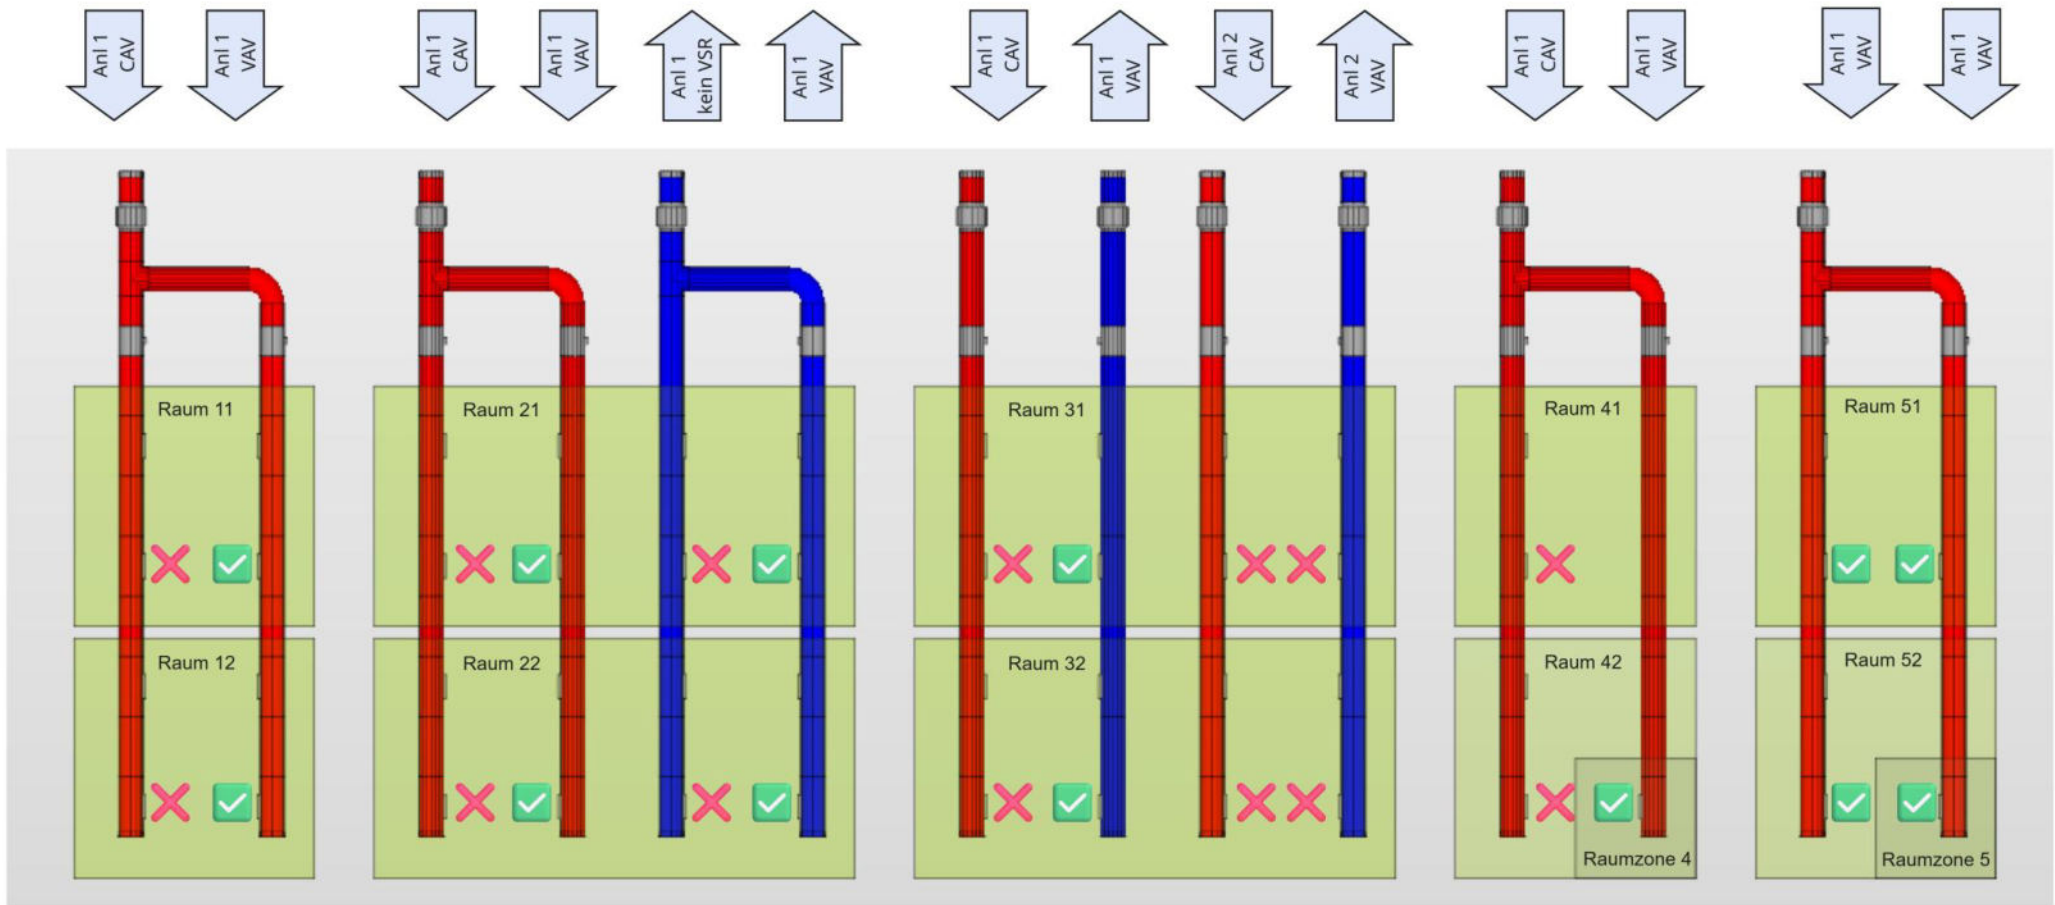 Anl 1
CAV
Anl 1
VAV
Anl 1
CAV
Anl 1
VAV
Anl 1
kein VSR
Anl 1
VAV
Anl 1
CAV
Anl 1
VAV
Anl 2
CAV
Anl 2
VAV
Anl 1
CAV
Anl 1
VAV
Anl 1
VAV
Anl 1
VAV
Raum 11
Raum 21
Raum 31
Raum 41
Raum 51
Raum 12
Raum 22
Raum 32
Raum 42
Raum 52
Raumzone 4
Raumzone 5